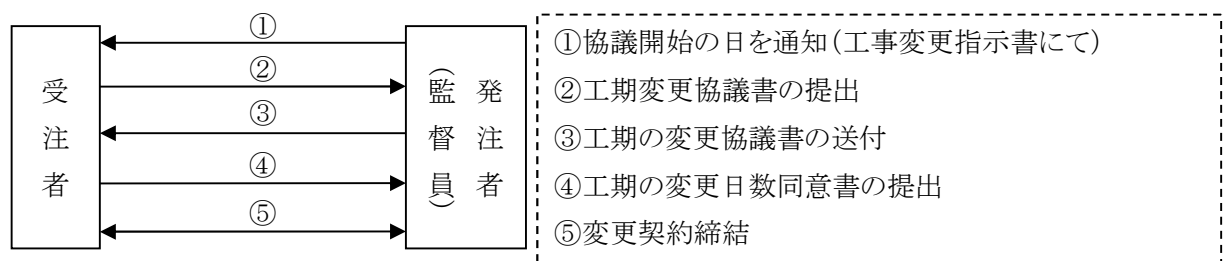 受注者
①
②
③
④
⑤
発注者
(監督員)
①協議開始の日を通知(工事変更指示書にて)
②工期変更協議書の提出
③工期の変更協議書の送付
④工期の変更日数同意書の提出
⑤変更契約締結